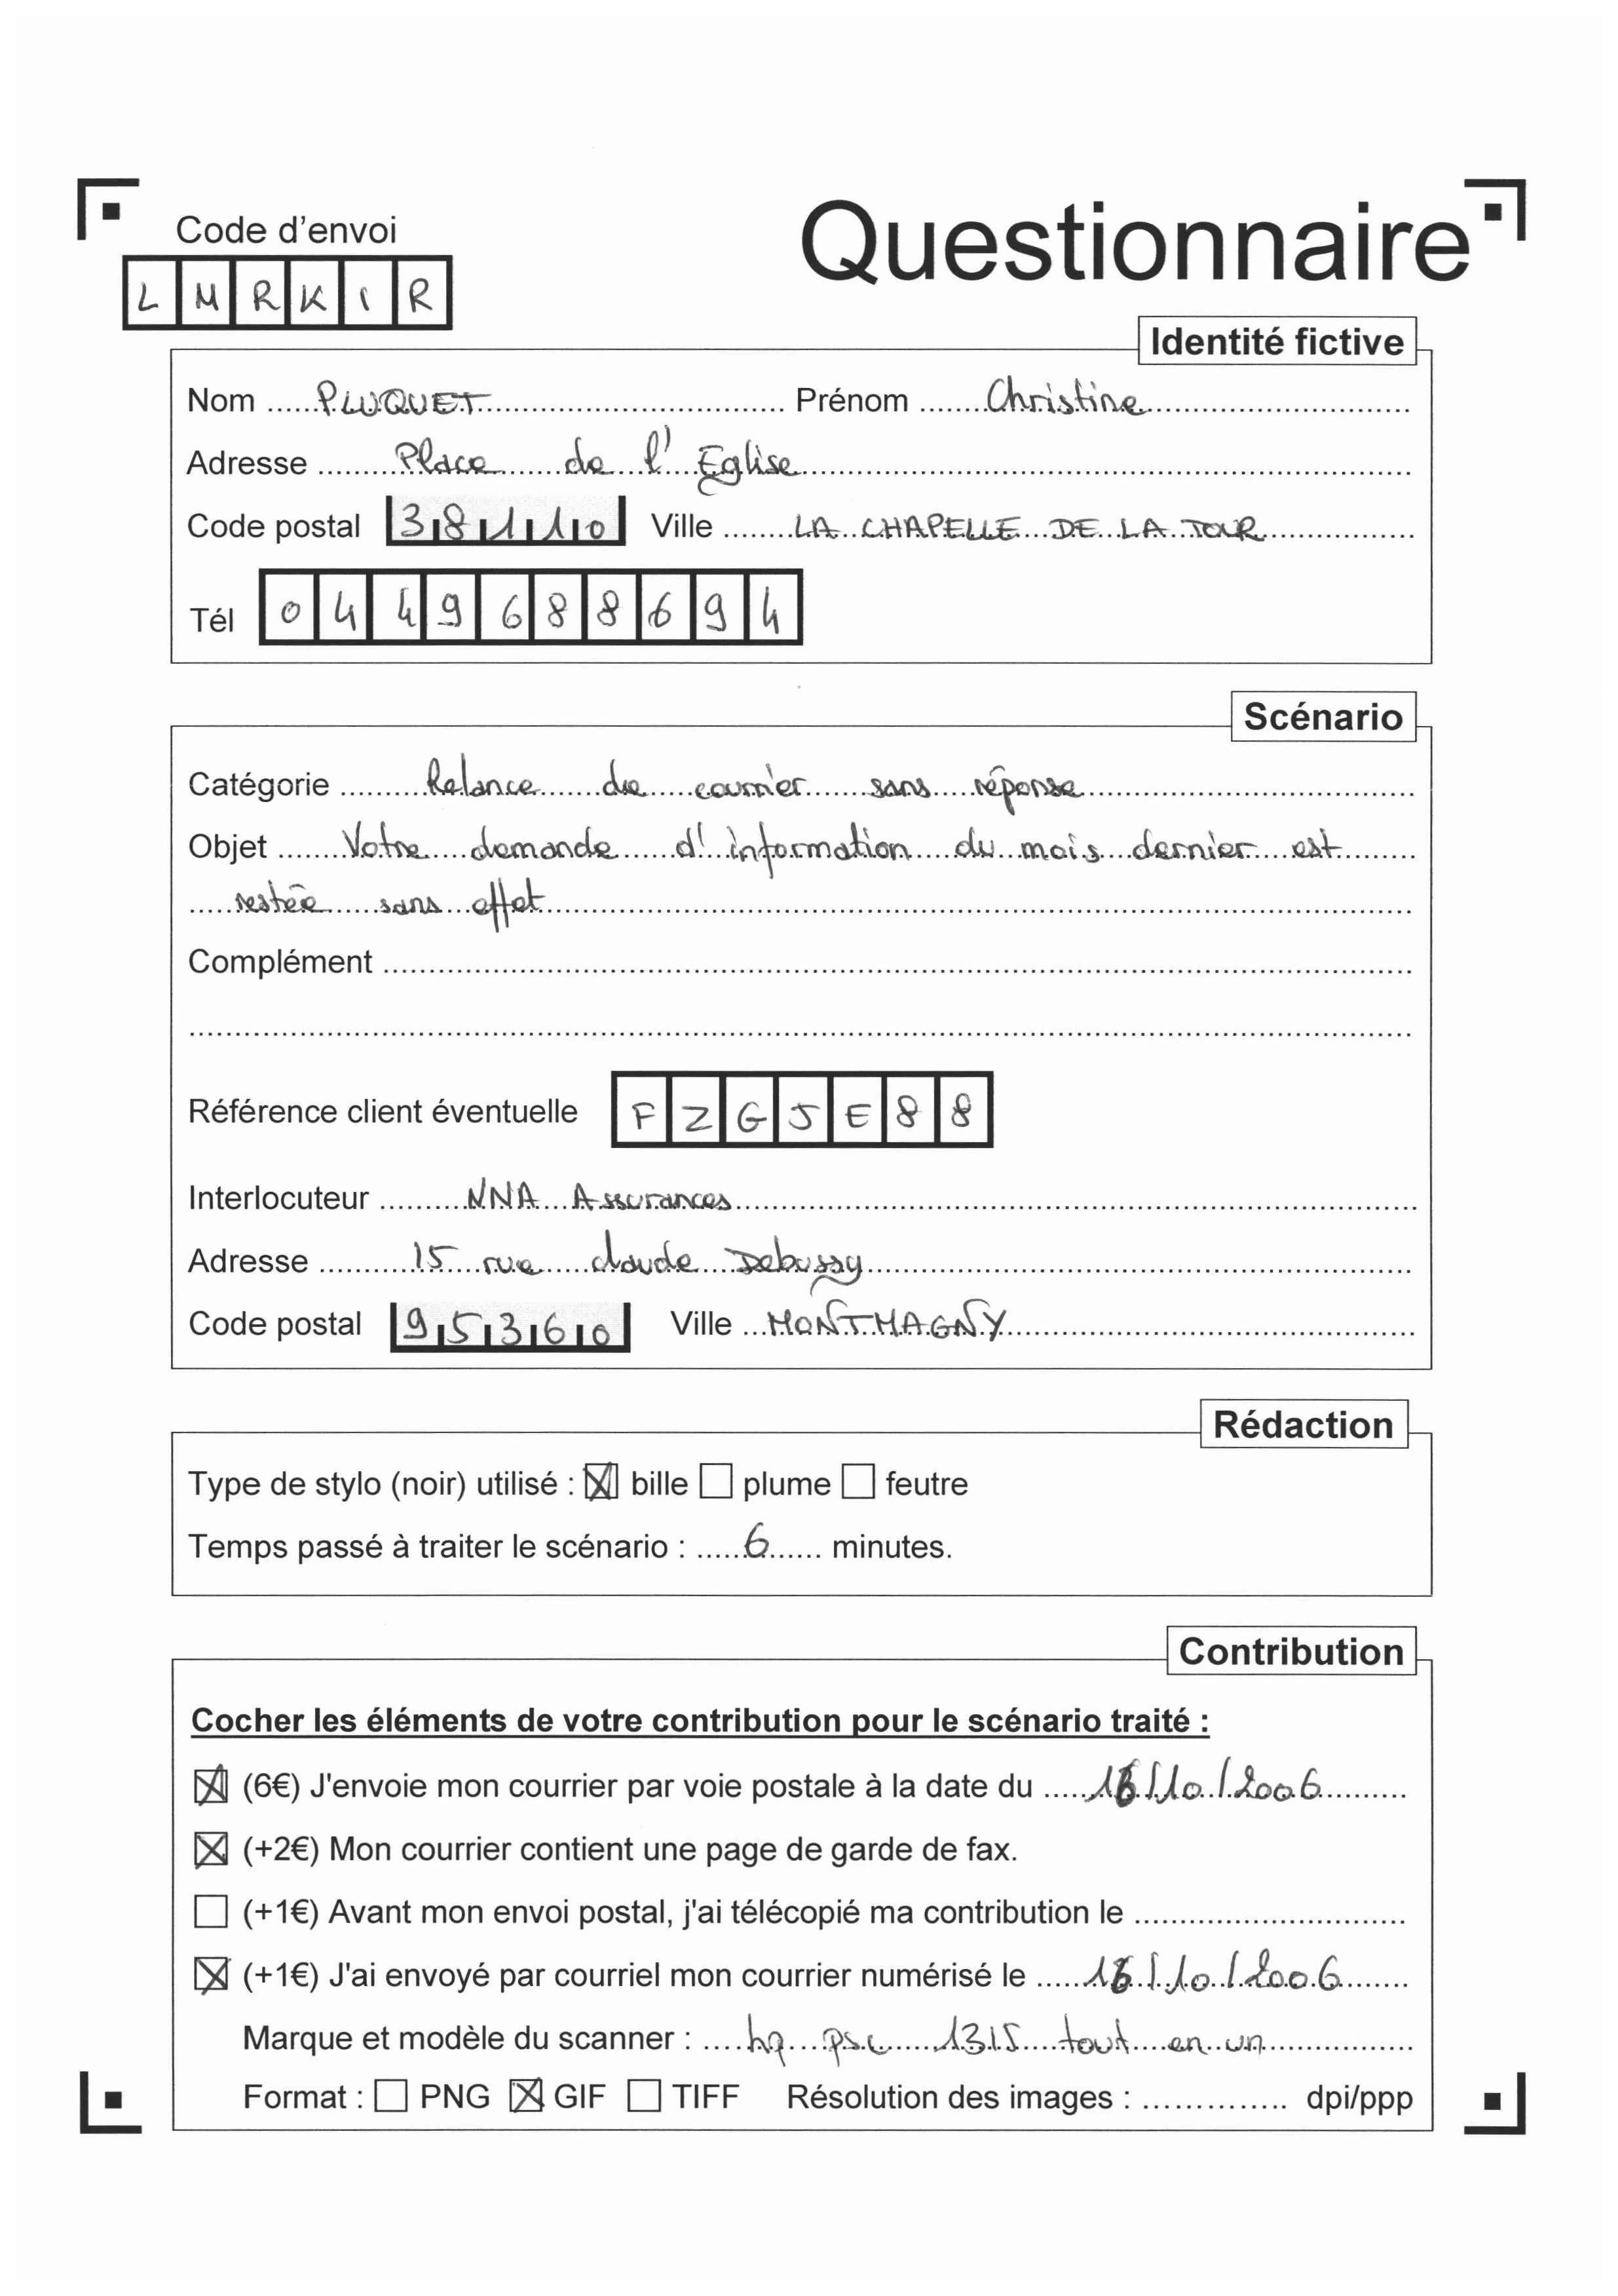 Code d'envoi
Questionnaire
L M R K I R
Identité fictive
Nom ...... PLUQUET ...... Prénom ...... Christine ......
Adresse ...... Place de l'Eglise ......
Code postal 38110 Ville ...... LA CHAPELLE DE LA TOUR ......
Tél 0449688694
Scénario
Catégorie ...... Relance de courrier sans réponse ......
Objet ...... Votre demande d'information du mois dernier est ......
...... restée sans effet ......
Complément ......
Référence client éventuelle F Z G J E 8 8
Interlocuteur ...... NNA Assurances ......
Adresse ...... 15 rue claude Debussy ......
Code postal 95360 Ville ...... MONTMAGNY ......
Rédaction
Type de stylo (noir) utilisé : ☒ bille ☐ plume ☐ feutre
Temps passé à traiter le scénario : ...... 6 ...... minutes.
Contribution
Cocher les éléments de votre contribution pour le scénario traité :
☒ (6€) J'envoie mon courrier par voie postale à la date du ...... 16/10/2006 ......
☒ (+2€) Mon courrier contient une page de garde de fax.
☐ (+1€) Avant mon envoi postal, j'ai télécopié ma contribution le ......
☒ (+1€) J'ai envoyé par courriel mon courrier numérisé le ...... 16/10/2006 ......
Marque et modèle du scanner : ...... hp psc 1315 tout en un ......
Format : ☐ PNG ☒ GIF ☐ TIFF Résolution des images : ...... dpi/ppp